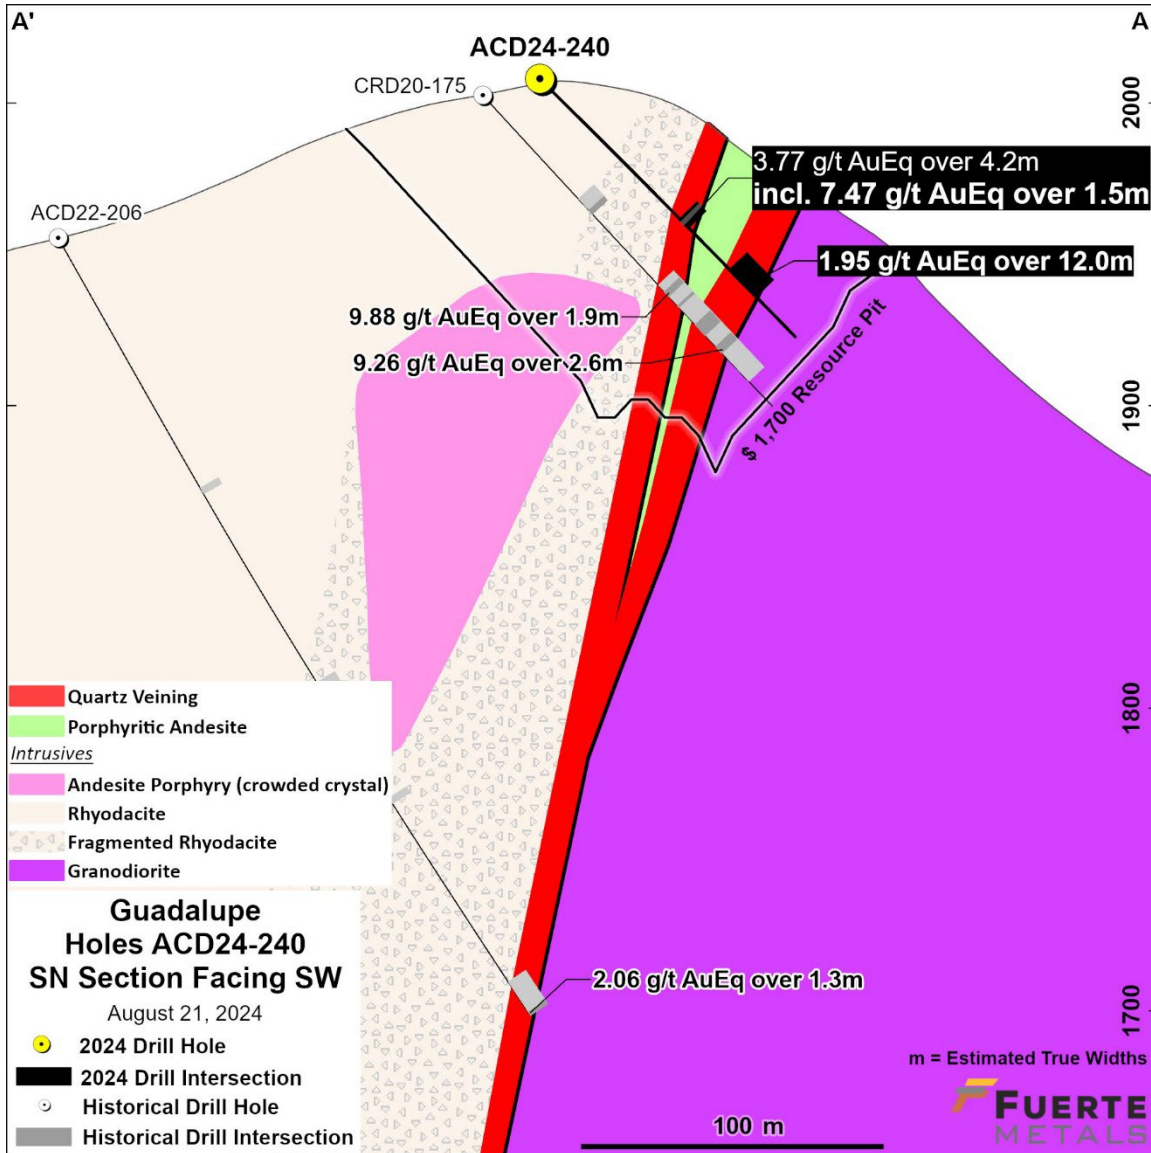 A'
A
ACD24-240
CRD20-175
2000
3.77 g/t AuEq over 4.2m
incl. 7.47 g/t AuEq over 1.5m
ACD22-206
1.95 g/t AuEq over 12.0m
9.88 g/t AuEq over 1.9m
9.26 g/t AuEq over 2.6m
$ 1,700 Resource Pit
1900
Quartz Veining
Porphyritic Andesite
Intrusives
Andesite Porphyry (crowded crystal)
Rhyodacite
Fragmented Rhyodacite
Granodiorite
1800
Guadalupe
Holes ACD24-240
SN Section Facing SW
August 21, 2024
2024 Drill Hole
2024 Drill Intersection
Historical Drill Hole
Historical Drill Intersection
2.06 g/t AuEq over 1.3m
1700
m = Estimated True Widths
100 m
FUERTE
METALS